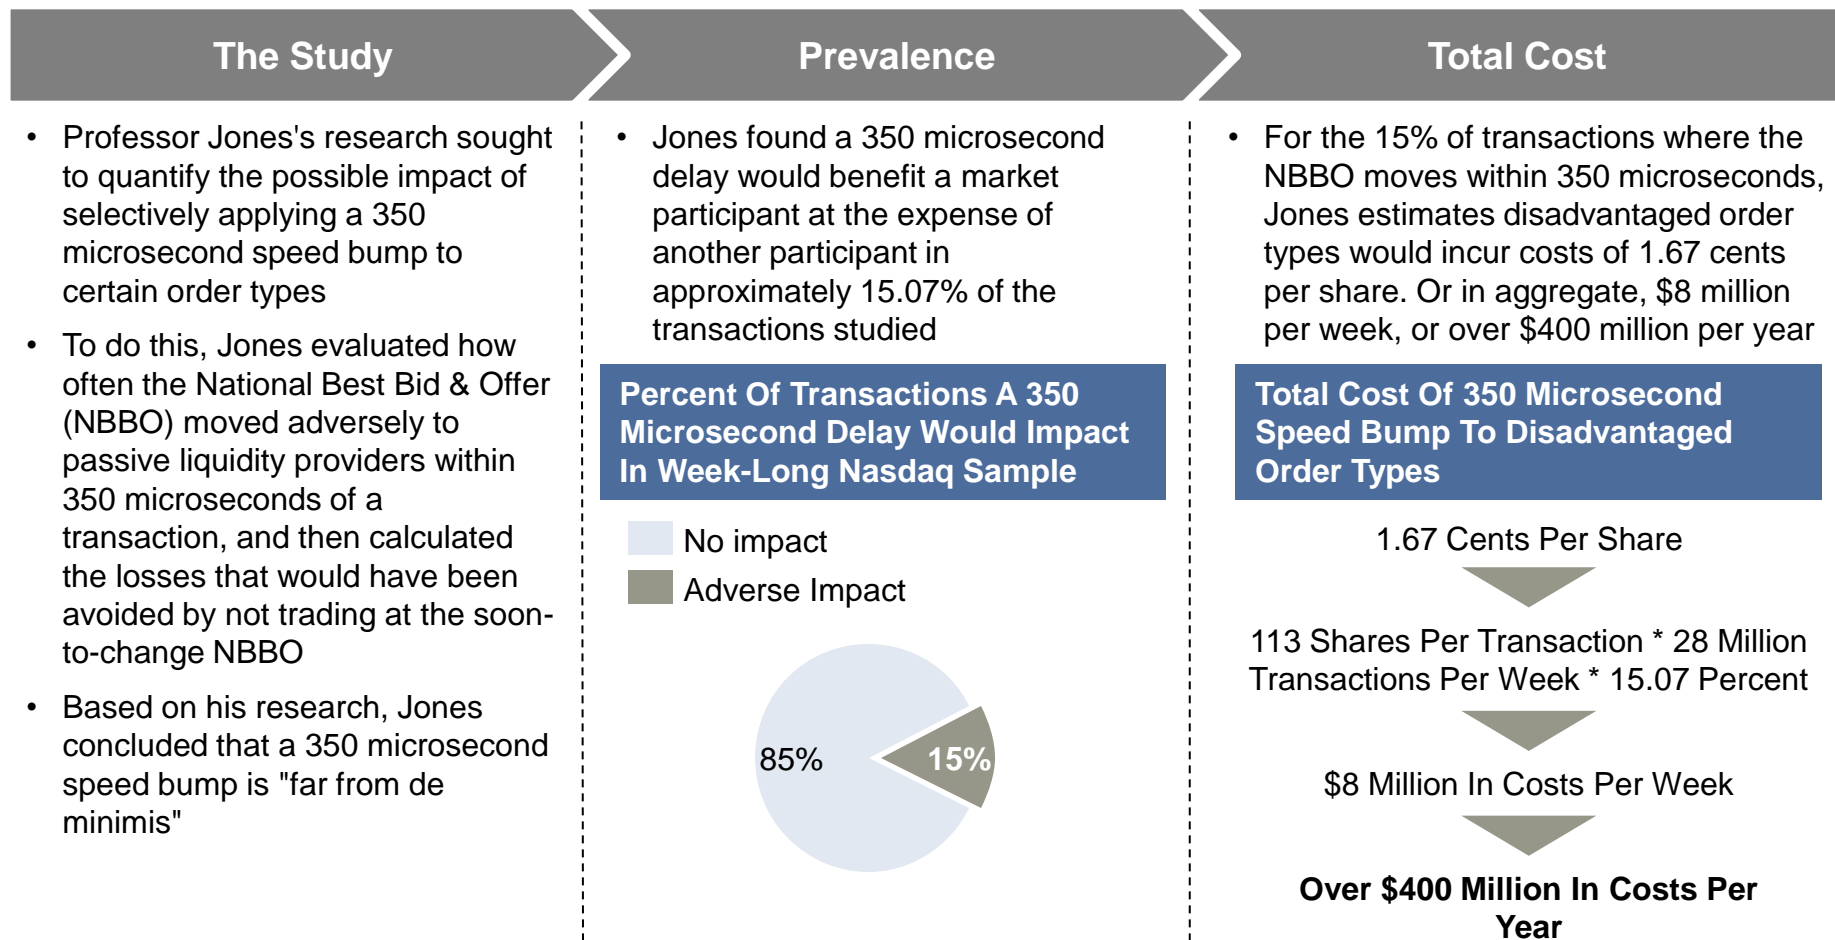 The Study
Prevalence
Total Cost
• Professor Jones's research sought
to quantify the possible impact of
selectively applying a 350
microsecond speed bump to
certain order types
• To do this, Jones evaluated how
often the National Best Bid & Offer
(NBBO) moved adversely to
passive liquidity providers within
350 microseconds of a
transaction, and then calculated
the losses that would have been
avoided by not trading at the soon-
to-change NBBO
• Based on his research, Jones
concluded that a 350 microsecond
speed bump is "far from de
minimis"
• Jones found a 350 microsecond
delay would benefit a market
participant at the expense of
another participant in
approximately 15.07% of the
transactions studied
Percent Of Transactions A 350
Microsecond Delay Would Impact
In Week-Long Nasdaq Sample
No impact
Adverse Impact
85%
15%
• For the 15% of transactions where the
NBBO moves within 350 microseconds,
Jones estimates disadvantaged order
types would incur costs of 1.67 cents
per share. Or in aggregate, $8 million
per week, or over $400 million per year
Total Cost Of 350 Microsecond
Speed Bump To Disadvantaged
Order Types
1.67 Cents Per Share
113 Shares Per Transaction * 28 Million
Transactions Per Week * 15.07 Percent
$8 Million In Costs Per Week
Over $400 Million In Costs Per
Year